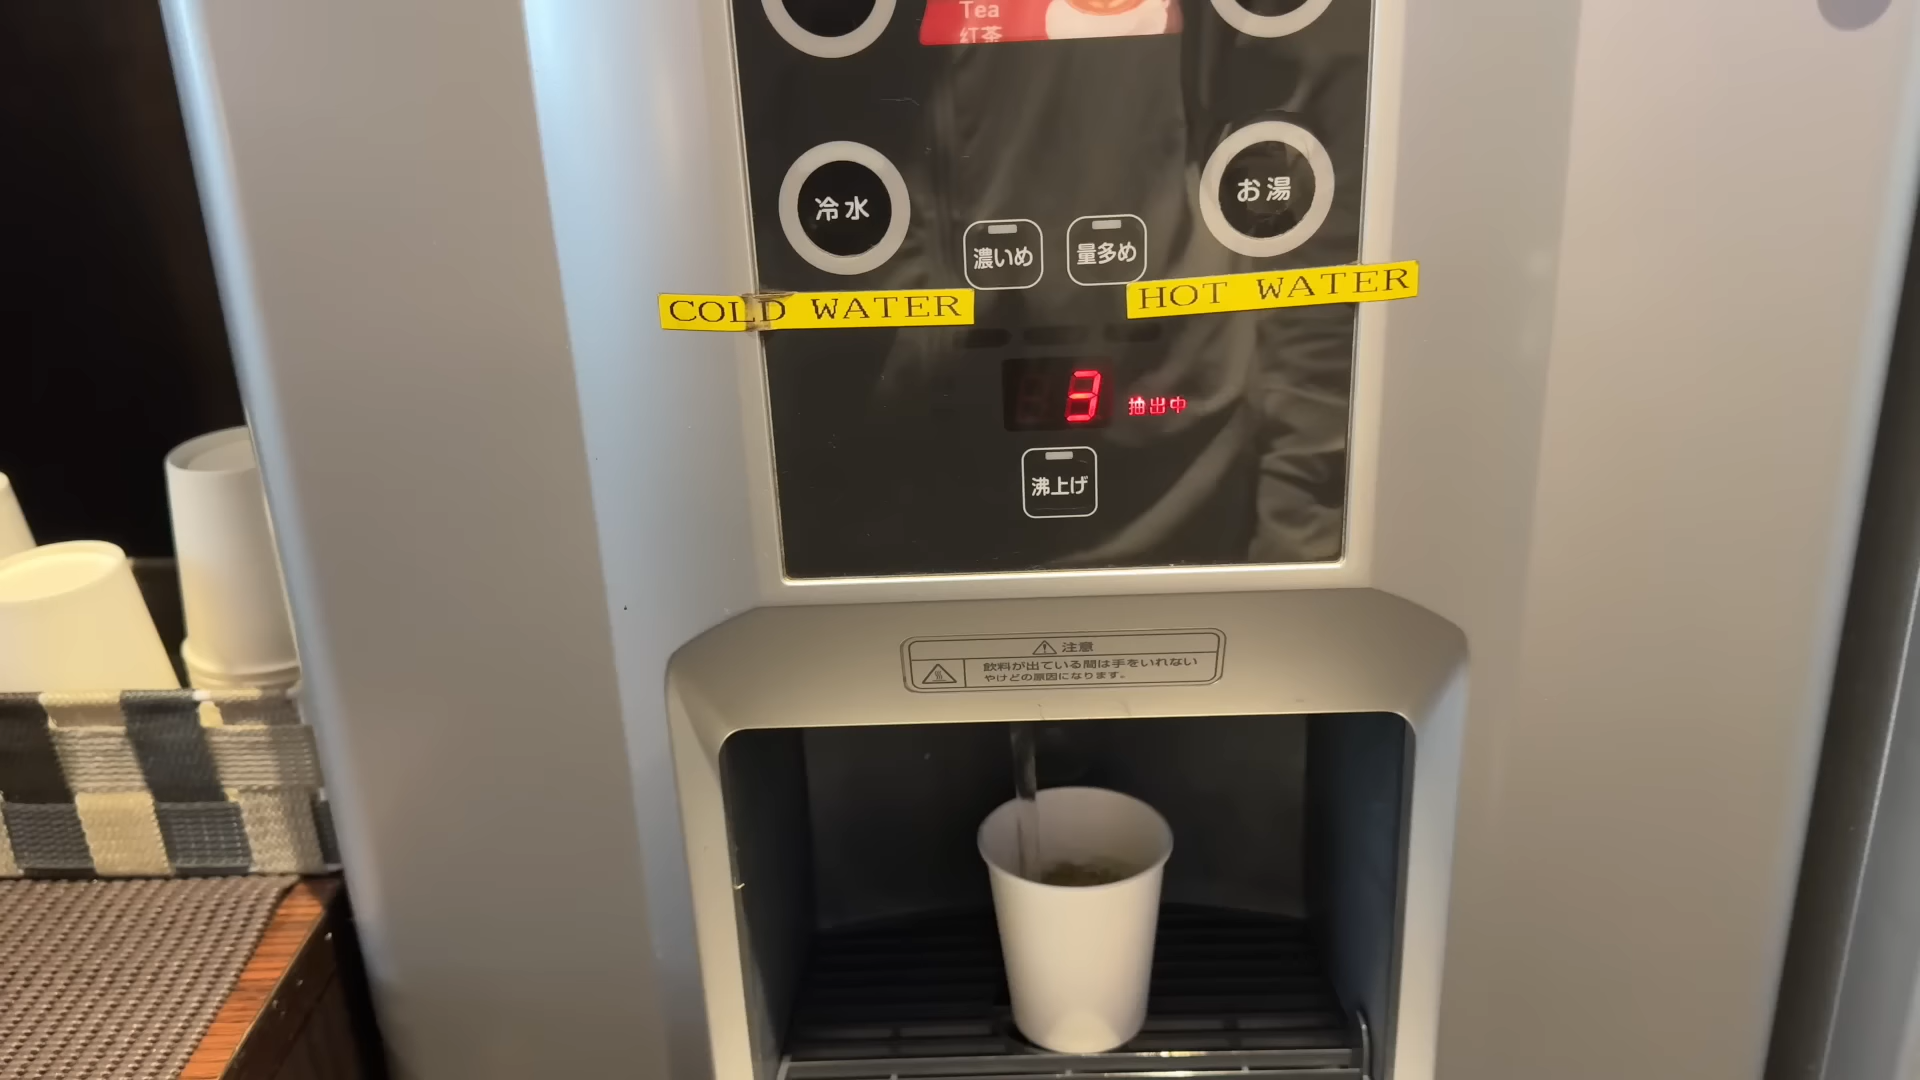 Tea
紅茶
冷水
お湯
濃いめ
量多め
COLD WATER
HOT WATER
3
抽出中
沸上げ
注意
飲料が出ている間は手をいれない
やけどの原因になります。